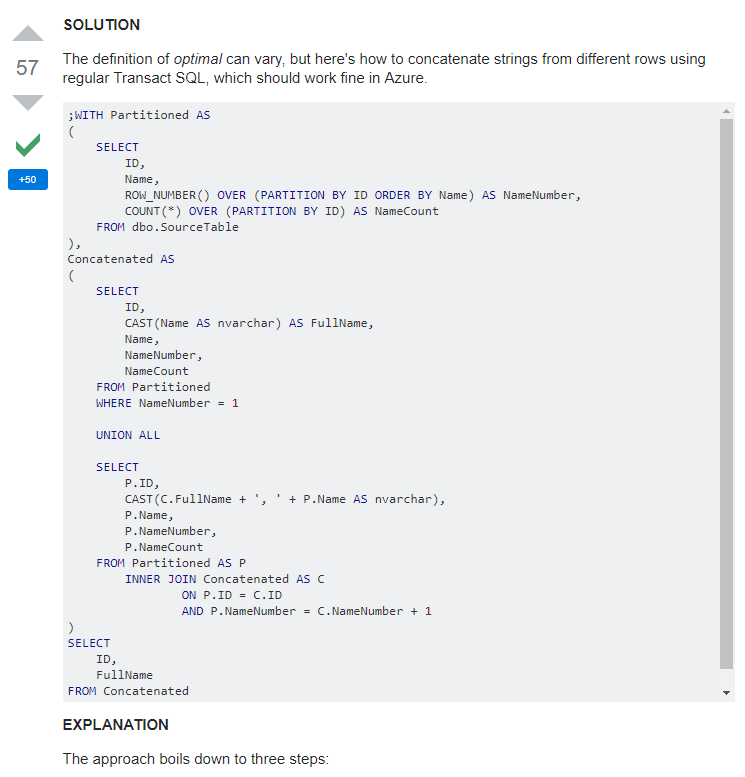 SOLUTION
57
The definition of optimal can vary, but here's how to concatenate strings from different rows using
regular Transact SQL, which should work fine in Azure.
+50
;WITH Partitioned AS
(
    SELECT
        ID,
        Name,
        ROW_NUMBER() OVER (PARTITION BY ID ORDER BY Name) AS NameNumber,
        COUNT(*) OVER (PARTITION BY ID) AS NameCount
    FROM dbo.SourceTable
),
Concatenated AS
(
    SELECT
        ID,
        CAST(Name AS nvarchar) AS FullName,
        Name,
        NameNumber,
        NameCount
    FROM Partitioned
    WHERE NameNumber = 1

    UNION ALL

    SELECT
        P.ID,
        CAST(C.FullName + ', ' + P.Name AS nvarchar),
        P.Name,
        P.NameNumber,
        P.NameCount
    FROM Partitioned AS P
        INNER JOIN Concatenated AS C
                ON P.ID = C.ID
                AND P.NameNumber = C.NameNumber + 1
)
SELECT
    ID,
    FullName
FROM Concatenated
EXPLANATION
The approach boils down to three steps: